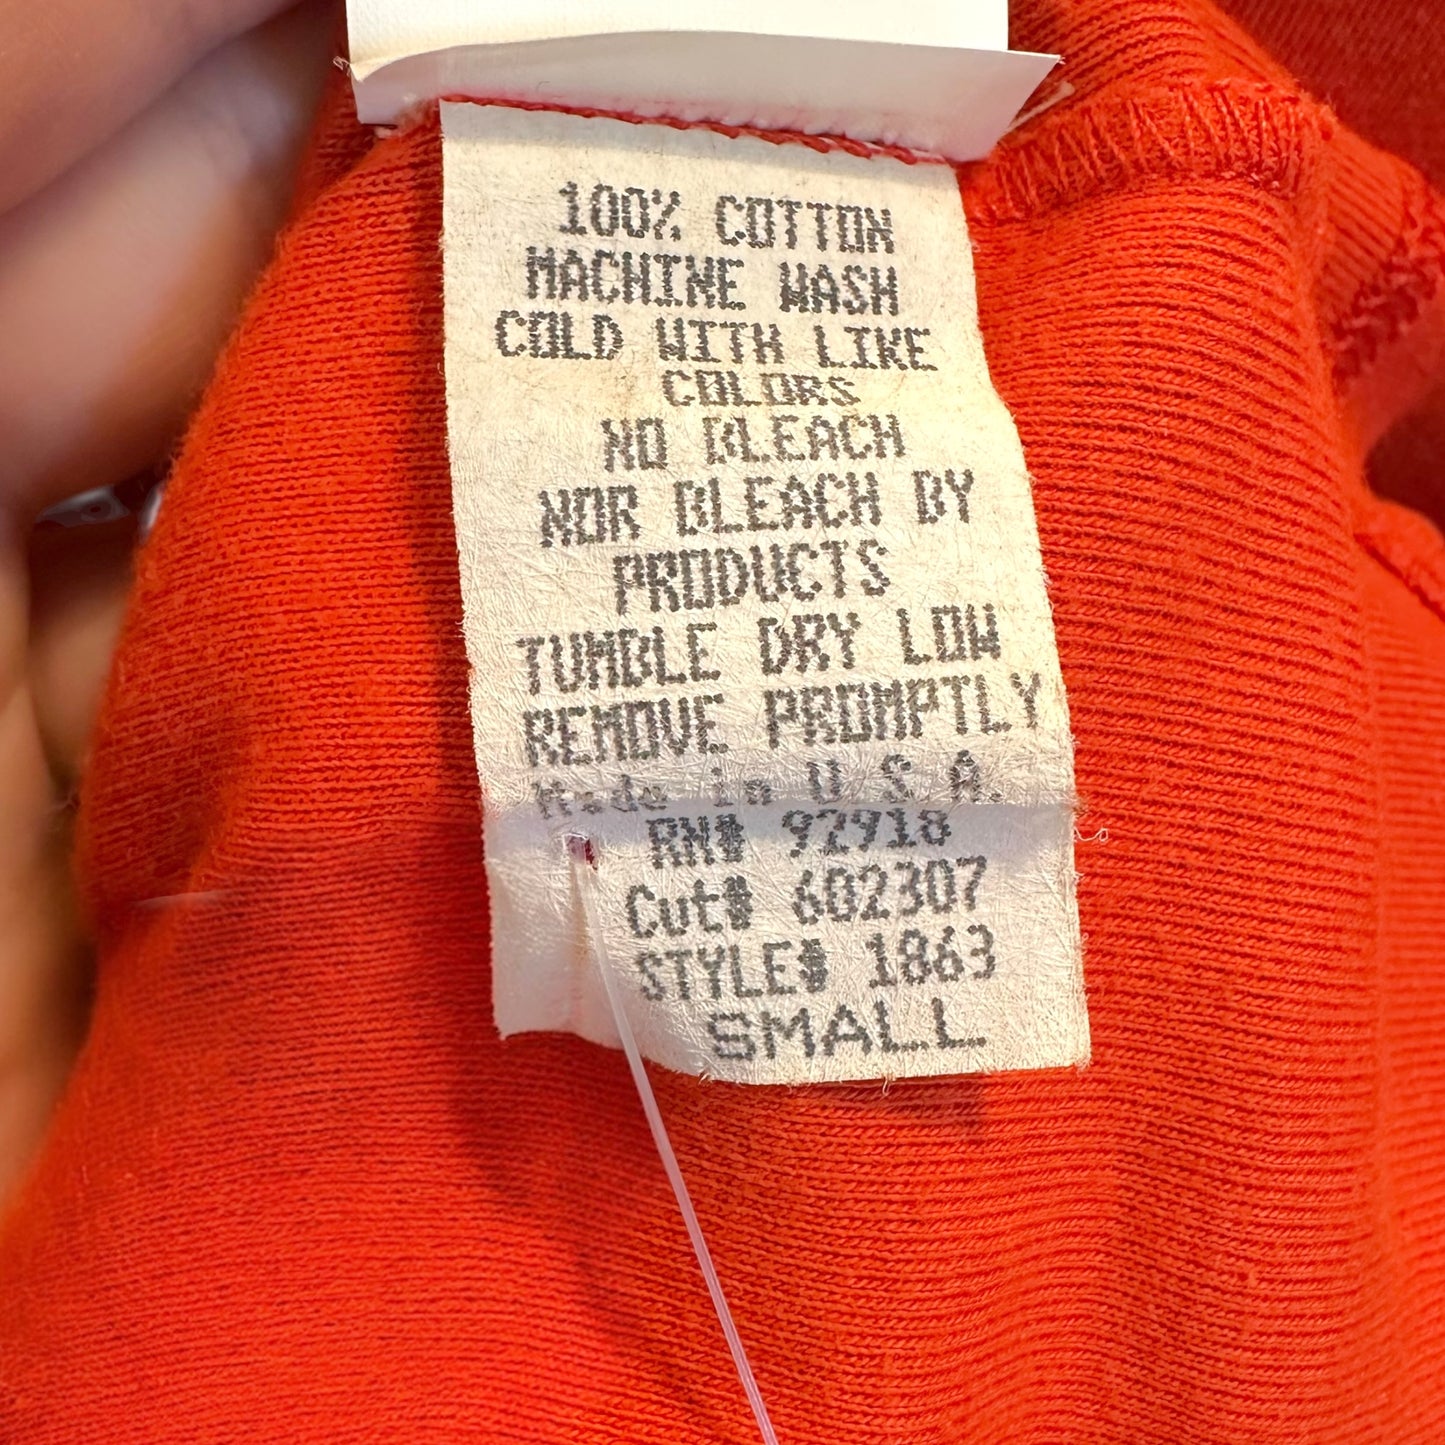 100% COTTON
MACHINE WASH
COLD WITH LIKE
COLORS
NO BLEACH
NOR BLEACH BY
PRODUCTS
TUMBLE DRY LOW
REMOVE PROMPTLY
Made in U.S.A.
RN# 92918
Cut# 602307
STYLE# 1863
SMALL